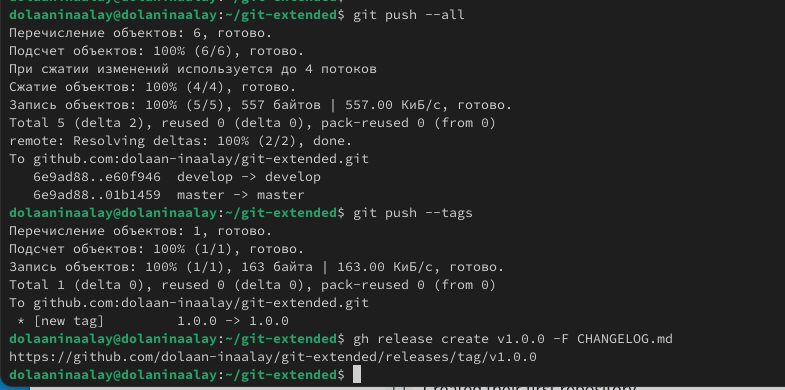 dolaaninaalay@dolaninaalay:~/git-extended$ git push --all
Перечисление объектов: 6, готово.
Подсчет объектов: 100% (6/6), готово.
При сжатии изменений используется до 4 потоков
Сжатие объектов: 100% (4/4), готово.
Запись объектов: 100% (5/5), 557 байтов | 557.00 КиБ/с, готово.
Total 5 (delta 2), reused 0 (delta 0), pack-reused 0 (from 0)
remote: Resolving deltas: 100% (2/2), done.
To github.com:dolaan-inaalay/git-extended.git
   6e9ad88..e60f946  develop -> develop
   6e9ad88..01b1459  master -> master
dolaaninaalay@dolaninaalay:~/git-extended$ git push --tags
Перечисление объектов: 1, готово.
Подсчет объектов: 100% (1/1), готово.
Запись объектов: 100% (1/1), 163 байта | 163.00 КиБ/с, готово.
Total 1 (delta 0), reused 0 (delta 0), pack-reused 0 (from 0)
To github.com:dolaan-inaalay/git-extended.git
 * [new tag]         1.0.0 -> 1.0.0
dolaaninaalay@dolaninaalay:~/git-extended$ gh release create v1.0.0 -F CHANGELOG.md
https://github.com/dolaan-inaalay/git-extended/releases/tag/v1.0.0
dolaaninaalay@dolaninaalay:~/git-extended$
Created their first repository